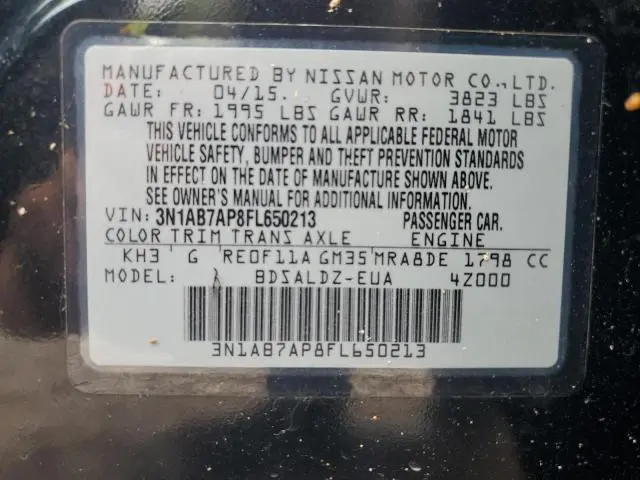 MANUFACTURED BY NISSAN MOTOR CO., LTD.
DATE: 04/15. GVWR: 3823 LBS
GAWR FR: 1995 LBS GAWR RR: 1841 LBS
THIS VEHICLE CONFORMS TO ALL APPLICABLE FEDERAL MOTOR
VEHICLE SAFETY, BUMPER AND THEFT PREVENTION STANDARDS
IN EFFECT ON THE DATE OF MANUFACTURE SHOWN ABOVE.
SEE OWNER'S MANUAL FOR ADDITIONAL INFORMATION.
VIN: 3N1AB7AP8FL650213 PASSENGER CAR.
COLOR TRIM TRANS AXLE ENGINE
KH3 G RE0F11A GM35 MRA8DE 1798 CC
MODEL: BDSALDZ-EUA 4Z000
3N1AB7AP8FL650213